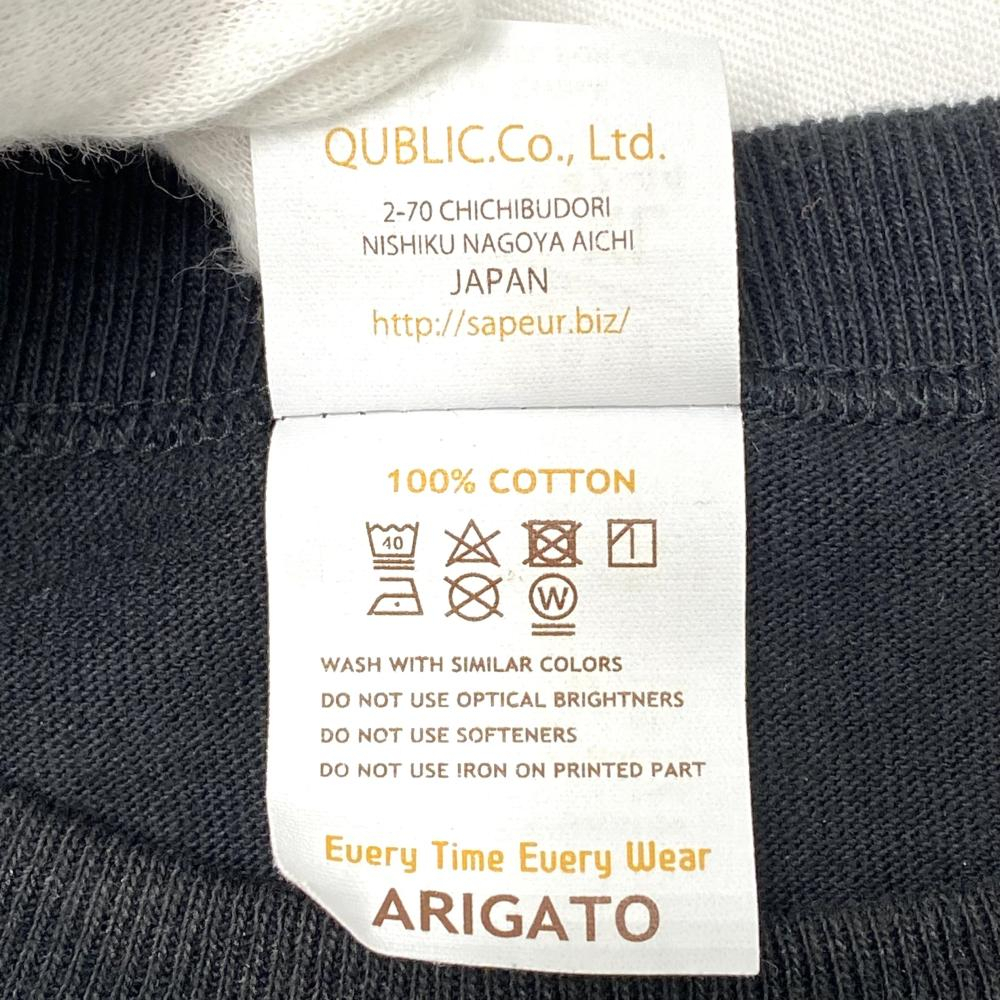 QUBLIC.Co., Ltd.
2-70 CHICHIBUDORI
NISHIKU NAGOYA AICHI
JAPAN
http://sapeur.biz/
100% COTTON
40
W
WASH WITH SIMILAR COLORS
DO NOT USE OPTICAL BRIGHTNERS
DO NOT USE SOFTENERS
DO NOT USE IRON ON PRINTED PART
Every Time Every Wear
ARIGATO